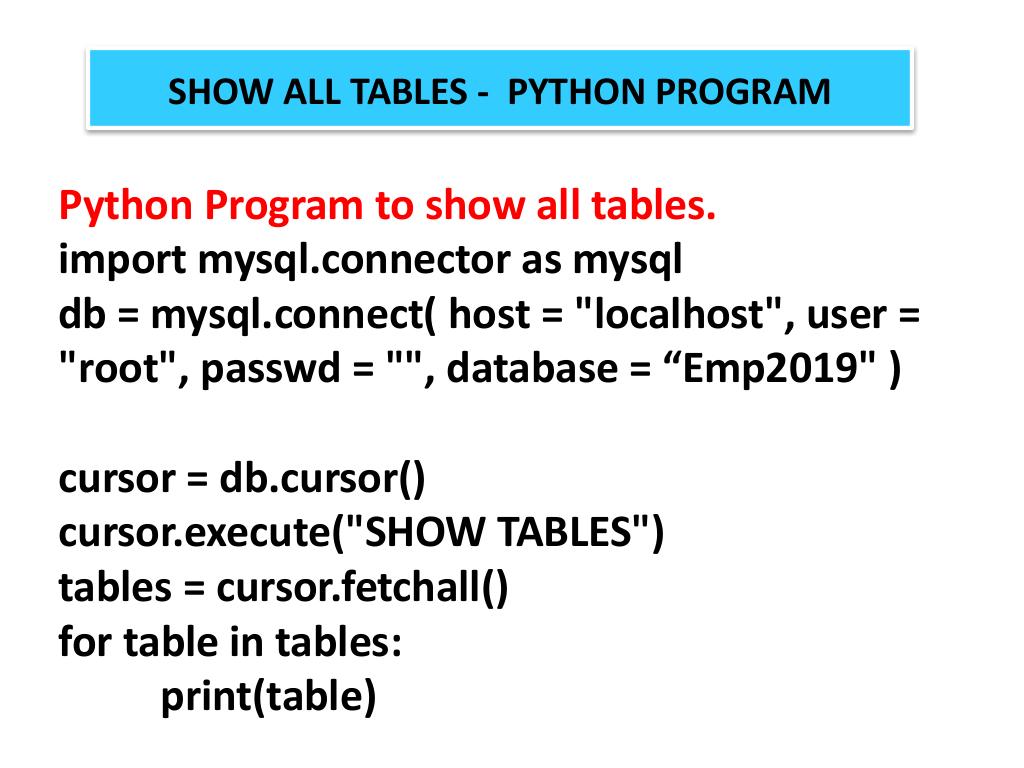 SHOW ALL TABLES -  PYTHON PROGRAM
Python Program to show all tables.
import mysql.connector as mysql
db = mysql.connect( host = "localhost", user =
"root", passwd = "", database = “Emp2019" )
cursor = db.cursor()
cursor.execute("SHOW TABLES")
tables = cursor.fetchall()
for table in tables:
        print(table)